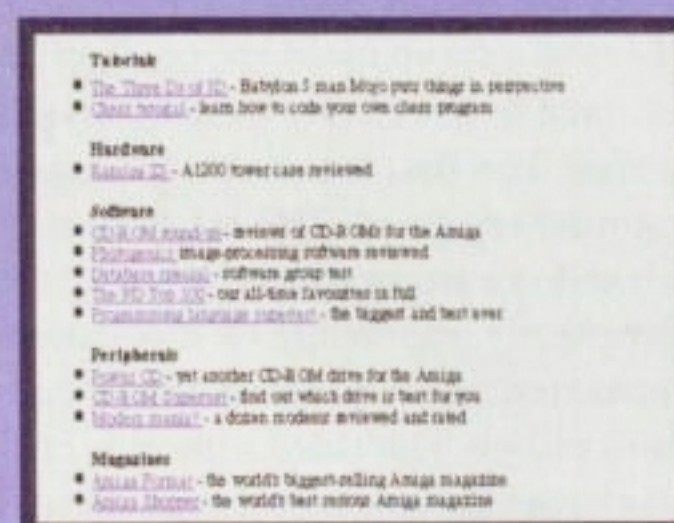 Tutorials
The Three Ds of 3D - Babylon 5 man Mojo puts things in perspective
Chess tutorial - learn how to code your own chess program
Hardware
- A1200 tower case reviewed
Software
CD-ROM round-up - reviews of CD-ROMs for the Amiga
Photogenics image-processing software reviewed
Database special - software group test
The PD Top 100 - our all-time favourites in full
Programming language supertest - the biggest and best ever
Peripherals
Power CD - yet another CD-ROM drive for the Amiga
CD-ROM Supertest - find out which drive is best for you
Modem mania! - a dozen modems reviewed and rated
Magazines
Amiga Format - the world's biggest-selling Amiga magazine
Amiga Shopper - the world's best serious Amiga magazine